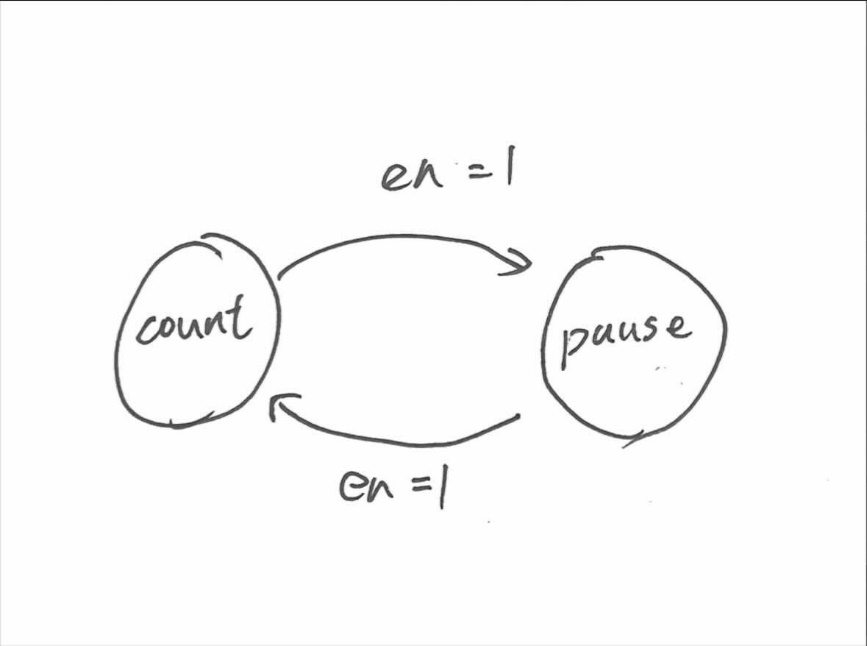 en = 1
count
pause
en = 1